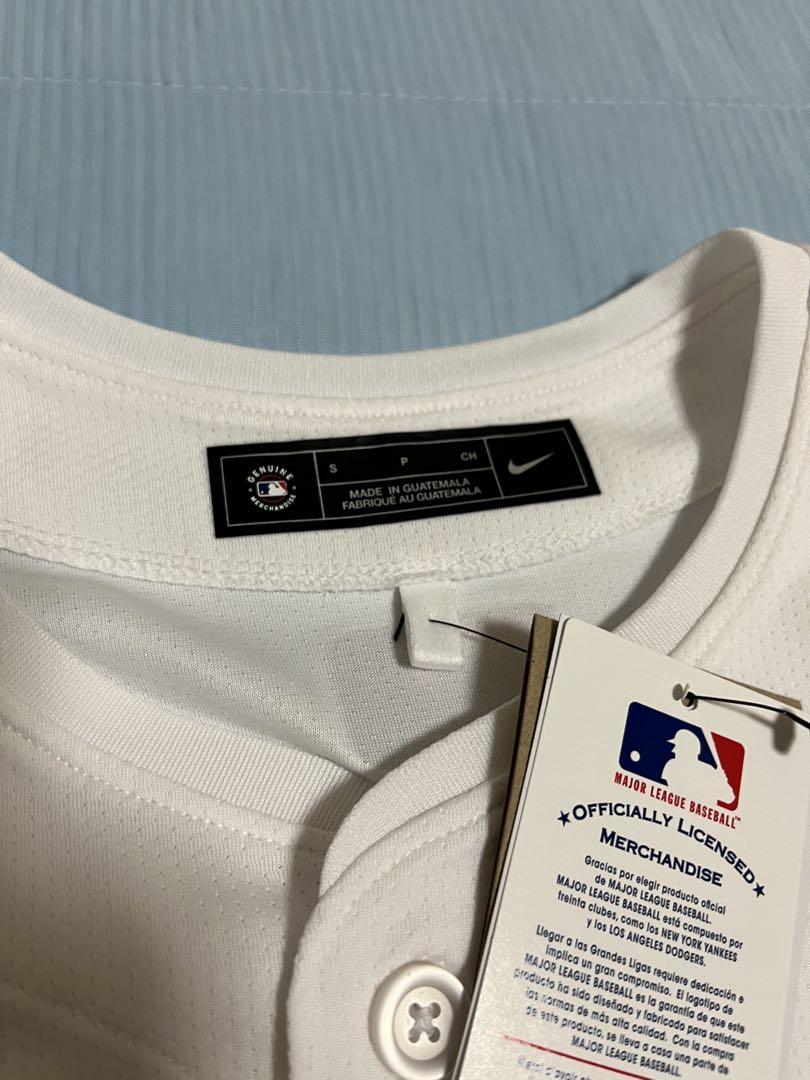 GENUINE
MERCHANDISE
S P CH
MADE IN GUATEMALA
FABRIQUÉ AU GUATEMALA
MAJOR LEAGUE BASEBALL™
★OFFICIALLY LICENSED★
MERCHANDISE
Gracias por elegir producto oficial
de MAJOR LEAGUE BASEBALL.
MAJOR LEAGUE BASEBALL está compuesto por
treinta clubes, como los NEW YORK YANKEES
y los LOS ANGELES DODGERS.
Llegar a las Grandes Ligas requiere dedicación e
implica un gran compromiso. El logotipo de
MAJOR LEAGUE BASEBALL es la garantía de que este
producto ha sido diseñado y fabricado para satisfacer
las normas de más alta calidad. Con la compra
de este producto, se lleva a casa una parte de
MAJOR LEAGUE BASEBALL.
Merci d'avoir